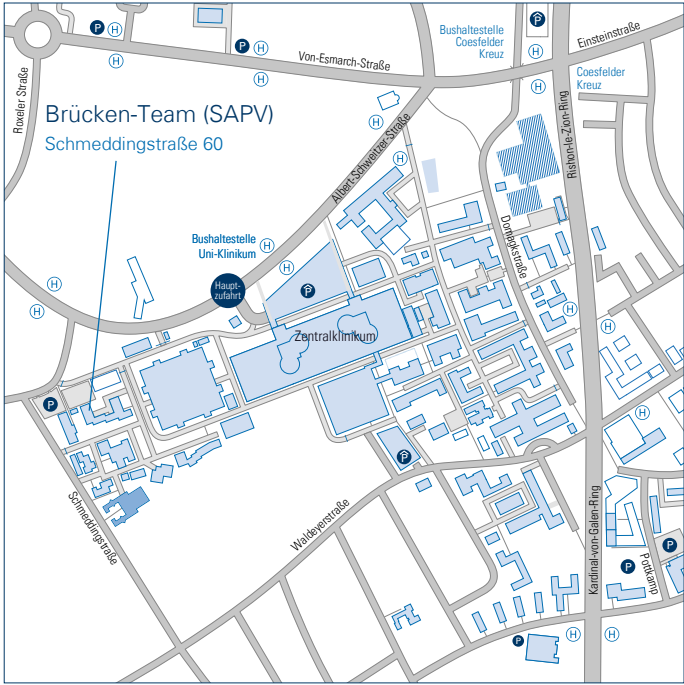 P
H
H
P
H
H
Von-Esmarch-Straße
Bushaltestelle
Coesfelder
Kreuz
P
H
H
Einsteinstraße
Coesfelder
Kreuz
Roxeler Straße
Rishon-le-Zion-Ring
Brücken-Team (SAPV)
Schmeddingstraße 60
H
H
Albert-Schweitzer-Straße
Domagkstraße
Bushaltestelle
Uni-Klinikum
H
H
Haupt-
zufahrt
P
H
H
H
H
Zentralklinikum
P
H
P
Schmeddingstraße
Waldeyerstraße
Kardinal-von-Galen-Ring
P
P
Pottkamp
P
H
H